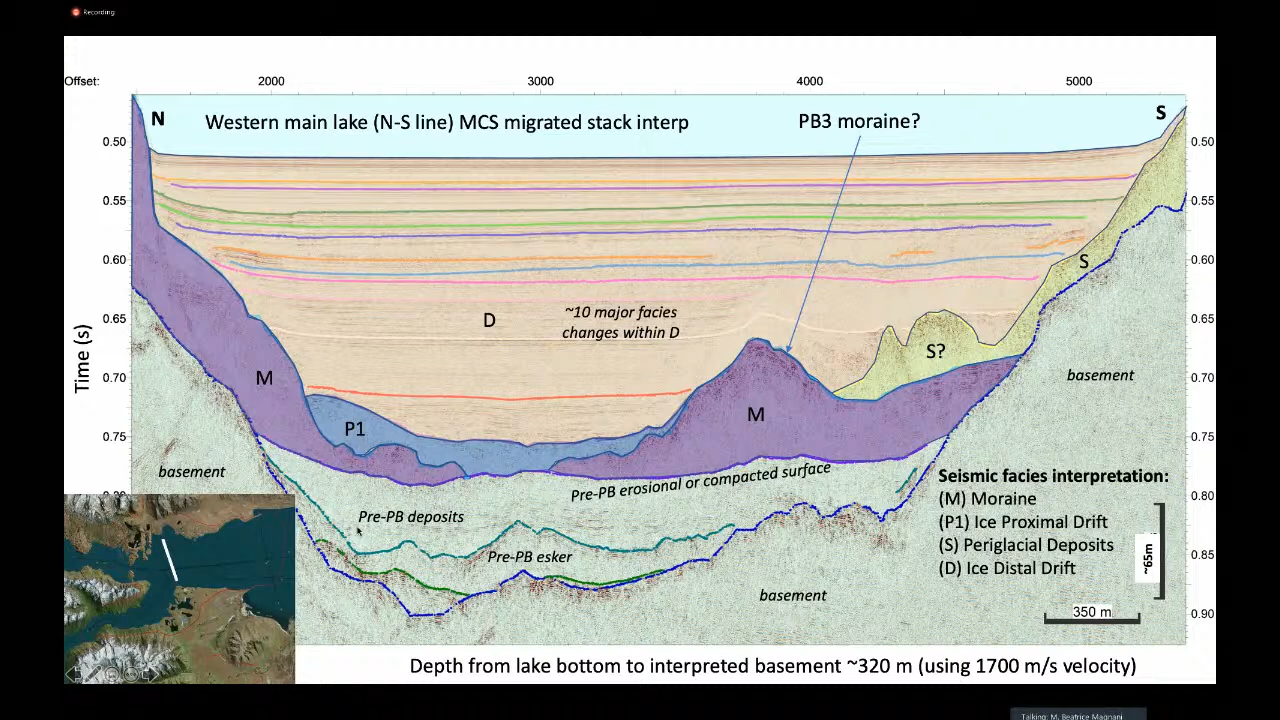 Recording
Offset: 2000 3000 4000 5000
N Western main lake (N-S line) MCS migrated stack interp PB3 moraine? S
0.50 0.50
0.55 0.55
0.60 0.60
S
0.65 0.65
D ~10 major facies
changes within D
S?
Time (s)
0.70 0.70
M basement
M
P1
0.75 0.75
basement
Pre-PB erosional or compacted surface
Seismic facies interpretation:
(M) Moraine
0.80
Pre-PB deposits
(P1) Ice Proximal Drift
(S) Periglacial Deposits
Pre-PB esker
0.85
~65m
(D) Ice Distal Drift
basement
350 m
0.90
Depth from lake bottom to interpreted basement ~320 m (using 1700 m/s velocity)
Talking: M. Beatrice Magnani